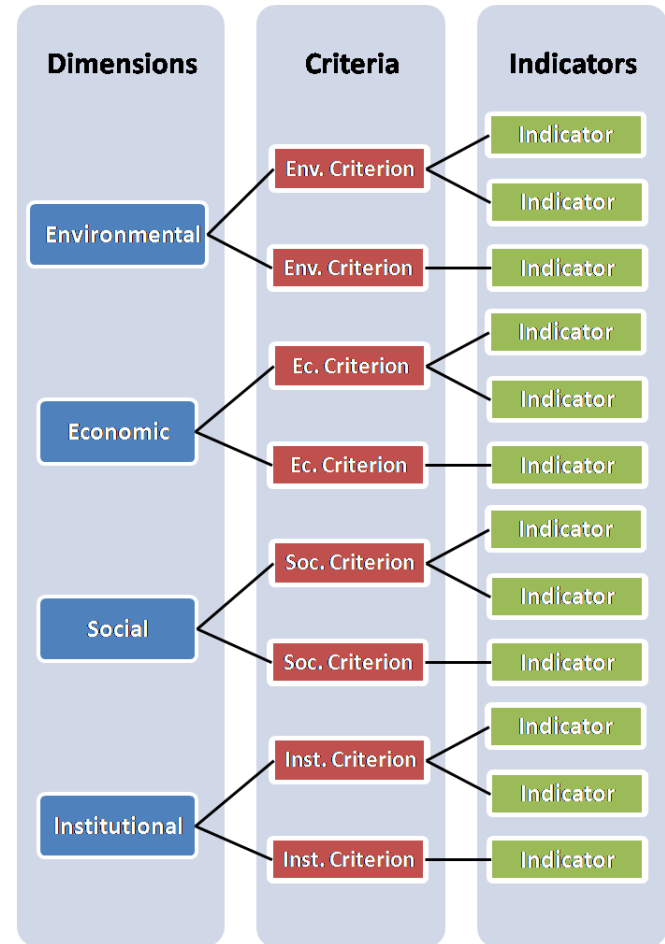 Dimensions
Criteria
Indicators
Environmental
Env. Criterion
Indicator
Indicator
Env. Criterion
Indicator
Economic
Ec. Criterion
Indicator
Indicator
Ec. Criterion
Indicator
Social
Soc. Criterion
Indicator
Indicator
Soc. Criterion
Indicator
Institutional
Inst. Criterion
Indicator
Indicator
Inst. Criterion
Indicator